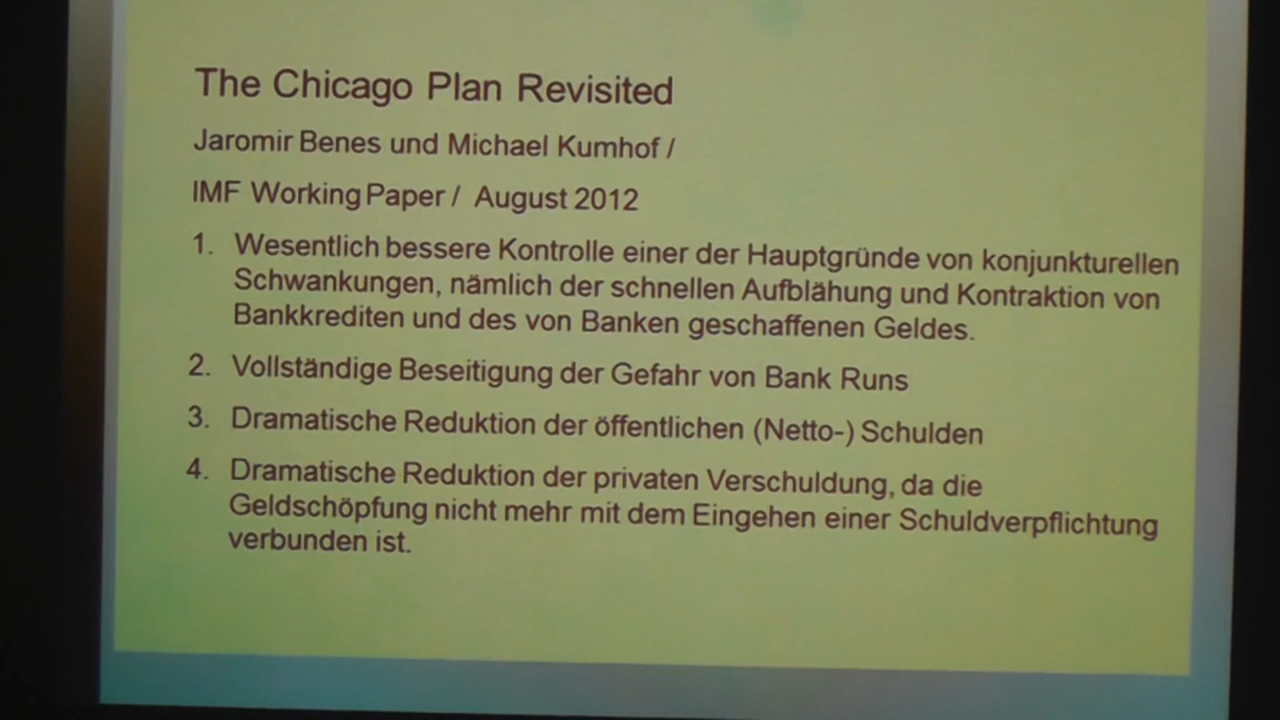 The Chicago Plan Revisited
Jaromir Benes und Michael Kumhof /
IMF Working Paper / August 2012
1. Wesentlich bessere Kontrolle einer der Hauptgründe von konjunkturellen
Schwankungen, nämlich der schnellen Aufblähung und Kontraktion von
Bankkrediten und des von Banken geschaffenen Geldes.
2. Vollständige Beseitigung der Gefahr von Bank Runs
3. Dramatische Reduktion der öffentlichen (Netto-) Schulden
4. Dramatische Reduktion der privaten Verschuldung, da die
Geldschöpfung nicht mehr mit dem Eingehen einer Schuldverpflichtung
verbunden ist.